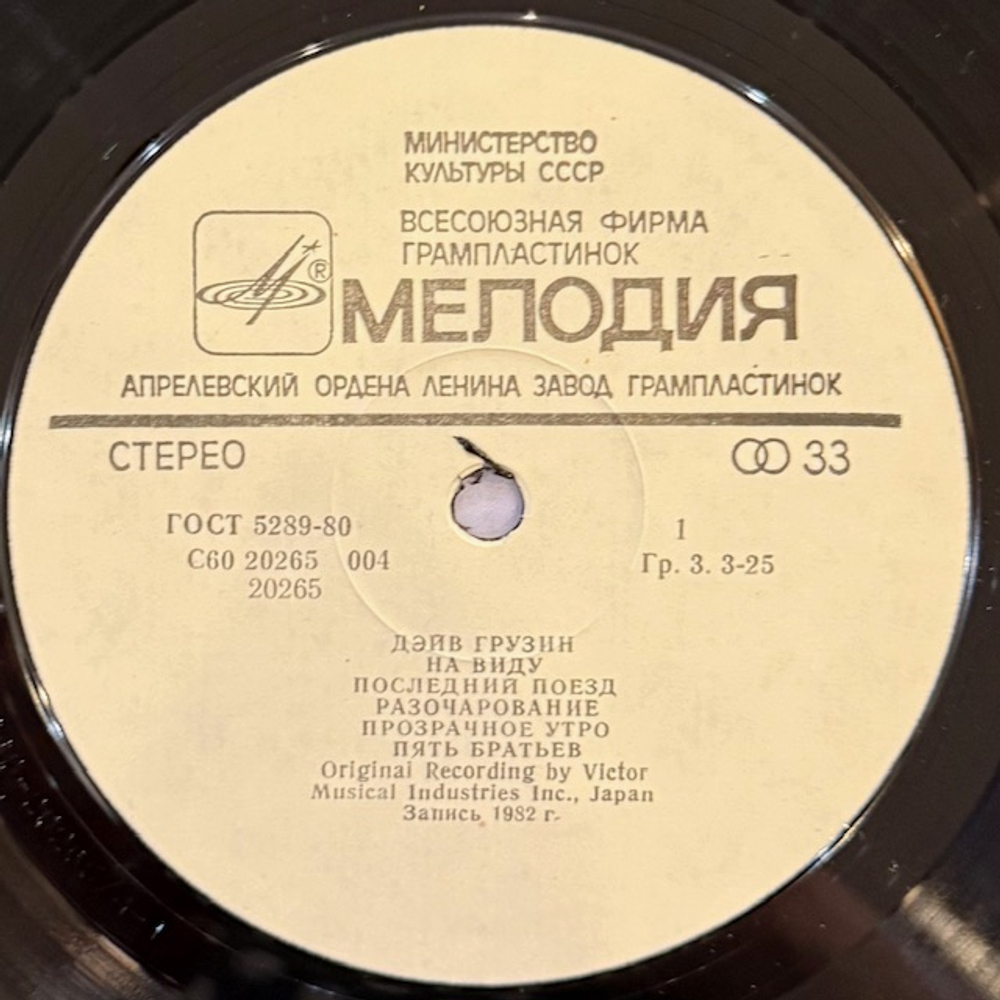 МИНИСТЕРСТВО
КУЛЬТУРЫ СССР
ВСЕСОЮЗНАЯ ФИРМА
ГРАМПЛАСТИНОК
® МЕЛОДИЯ
АПРЕЛЕВСКИЙ ОРДЕНА ЛЕНИНА ЗАВОД ГРАМПЛАСТИНОК
СТЕРЕО 33
ГОСТ 5289-80 1
С60 20265 004 Гр. 3. 3-25
20265
ДЭЙВ ГРУЗИН
НА ВИДУ
ПОСЛЕДНИЙ ПОЕЗД
РАЗОЧАРОВАНИЕ
ПРОЗРАЧНОЕ УТРО
ПЯТЬ БРАТЬЕВ
Original Recording by Victor
Musical Industries Inc., Japan
Запись 1982 г.